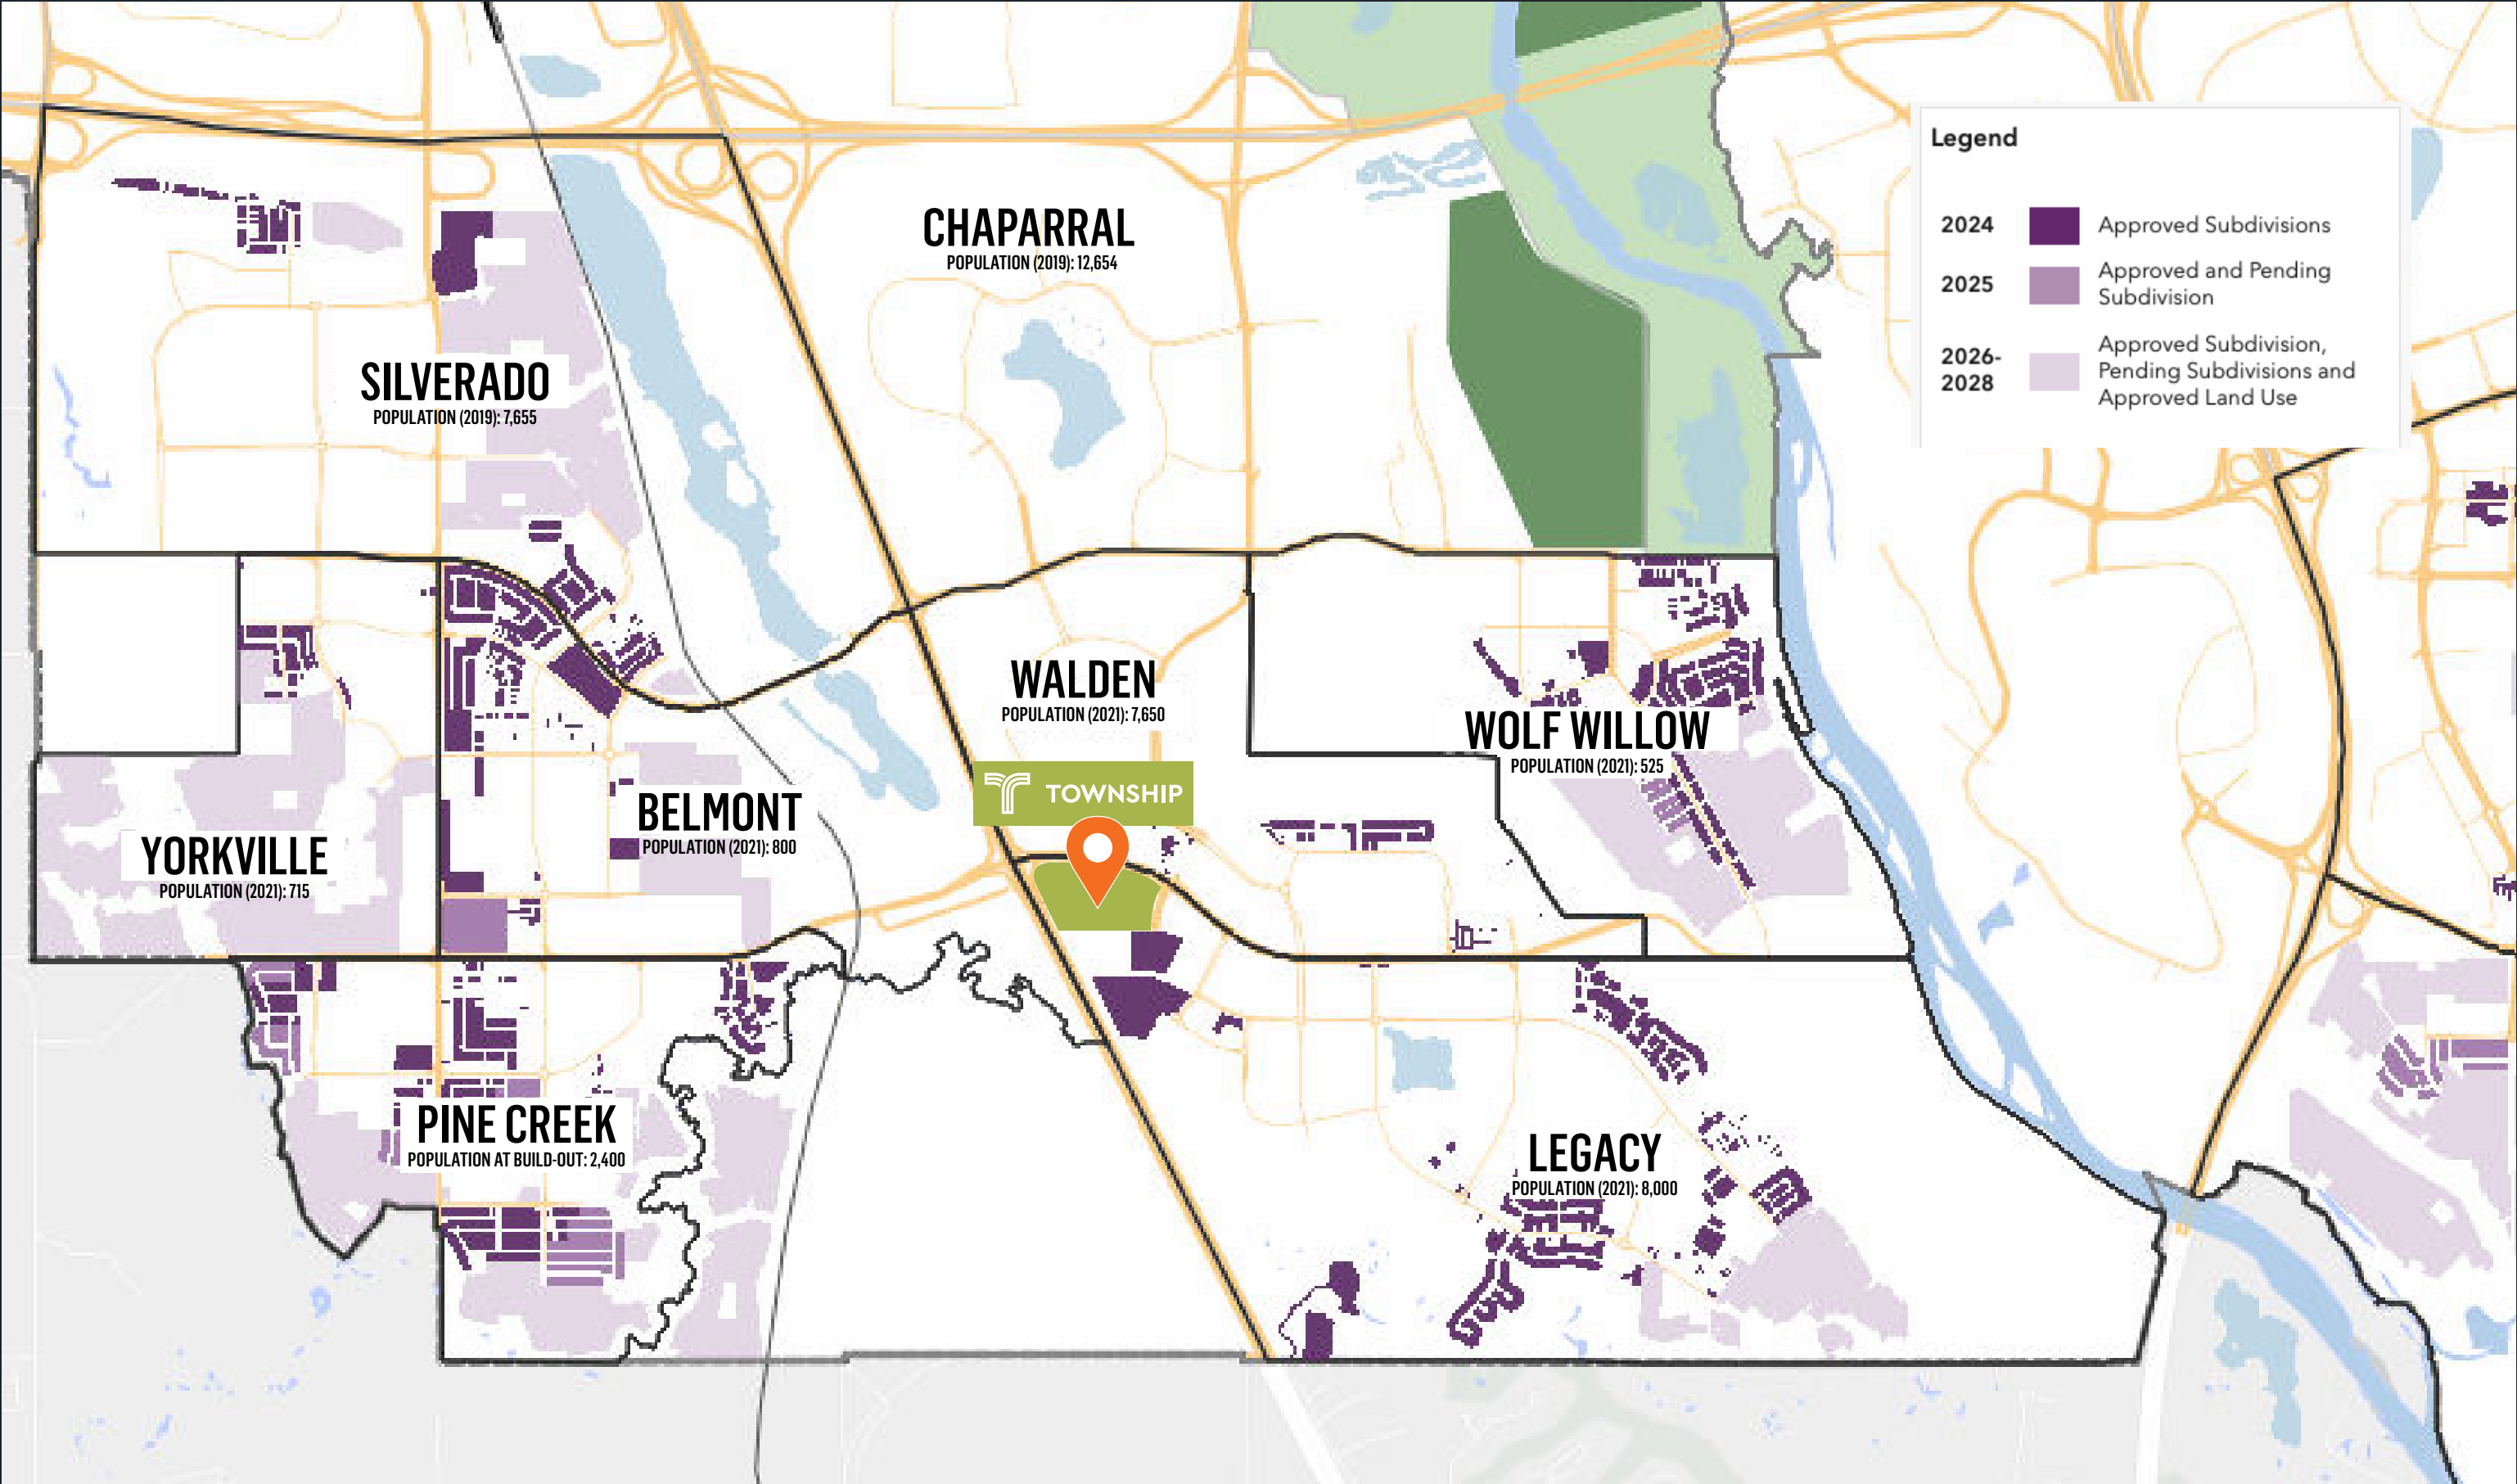 CHAPARRAL
POPULATION (2019): 12,654
Legend
2024 Approved Subdivisions
2025 Approved and Pending
Subdivision
2026-
2028
Approved Subdivision,
Pending Subdivisions and
Approved Land Use
SILVERADO
POPULATION (2019): 7,655
WALDEN
POPULATION (2021): 7,650
WOLF WILLOW
POPULATION (2021): 525
TOWNSHIP
BELMONT
POPULATION (2021): 800
YORKVILLE
POPULATION (2021): 715
PINE CREEK
POPULATION AT BUILD-OUT: 2,400
LEGACY
POPULATION (2021): 8,000